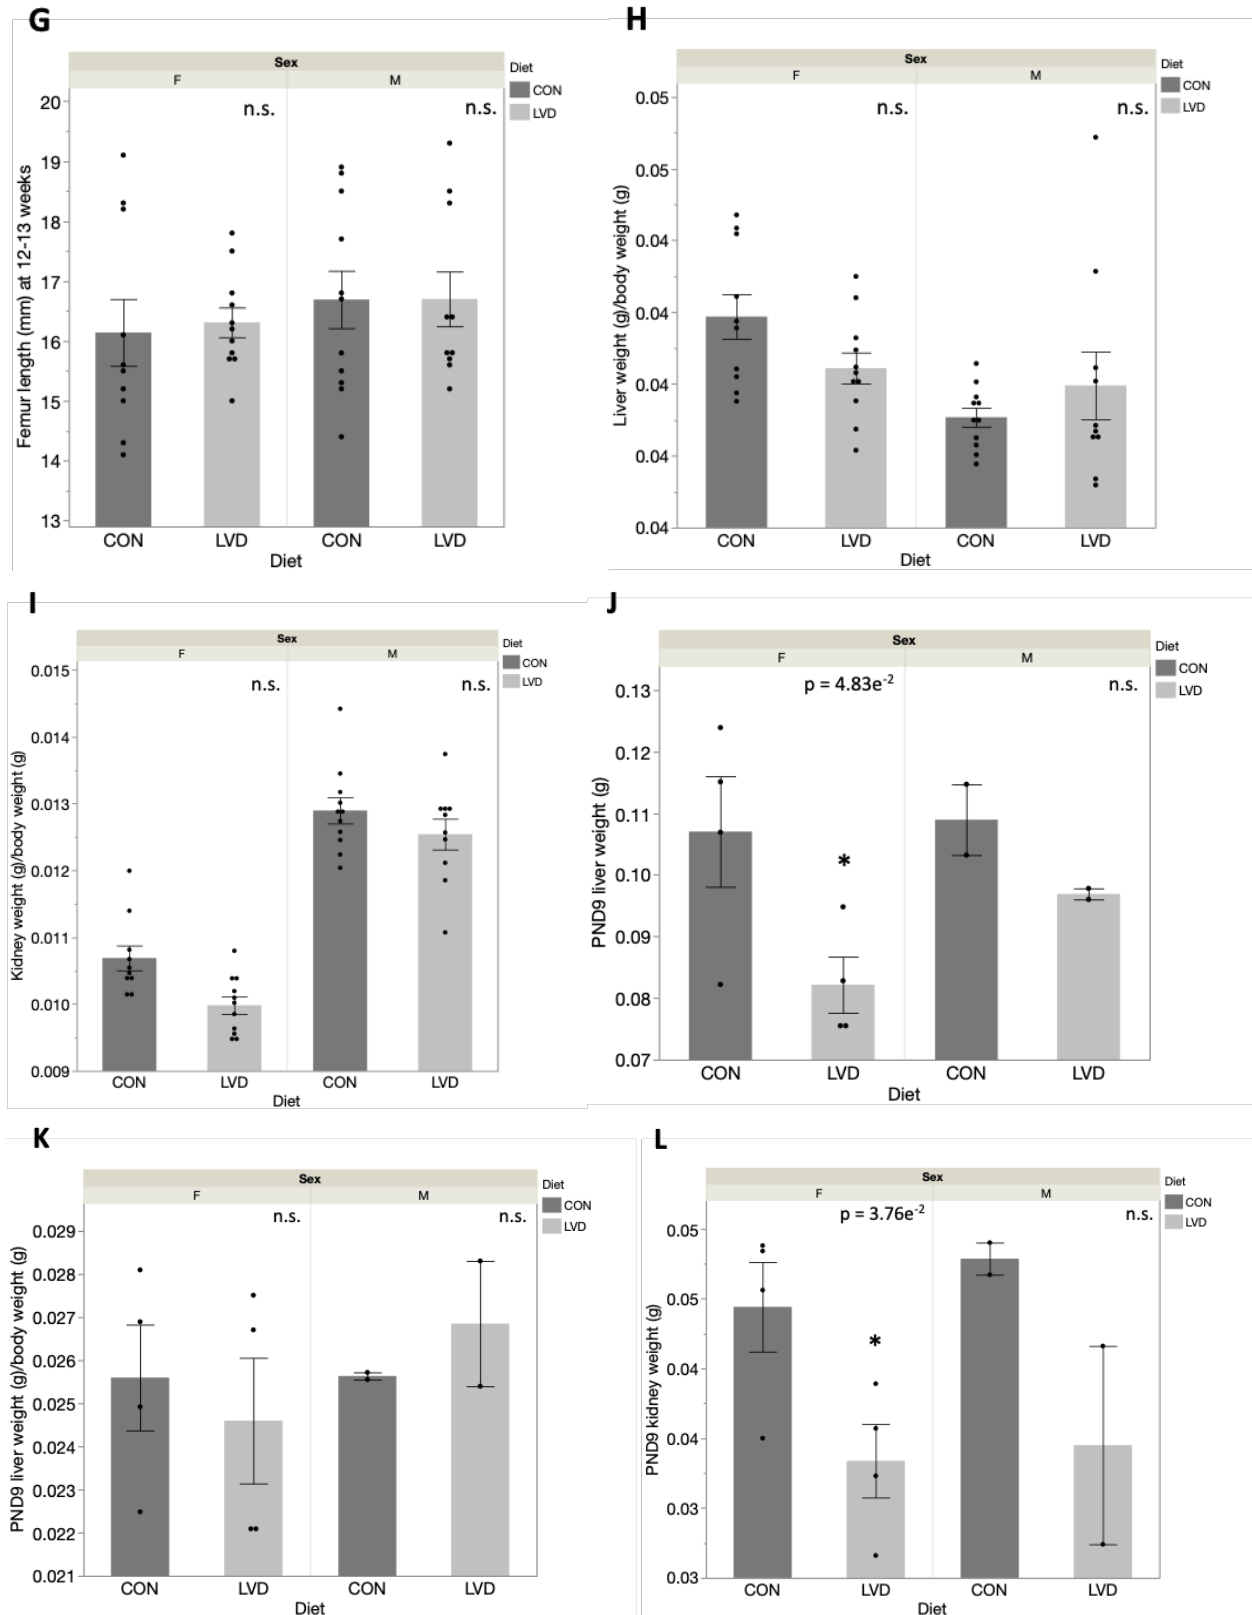 G
Sex
F M
Diet
CON
LVD
n.s. n.s.
20
19
18
17
16
15
14
13
Femur length (mm) at 12-13 weeks
CON LVD CON LVD
Diet
H
Sex
F M
Diet
CON
LVD
n.s. n.s.
0.05
0.05
0.04
0.04
0.04
0.04
0.04
Liver weight (g)/body weight (g)
CON LVD CON LVD
Diet
I
Sex
F M
Diet
CON
LVD
n.s. n.s.
0.015
0.014
0.013
0.012
0.011
0.010
0.009
Kidney weight (g)/body weight (g)
CON LVD CON LVD
Diet
J
Sex
F M
Diet
CON
LVD
p = 4.83e⁻² n.s.
0.13
0.12
0.11
0.10
0.09
0.08
0.07
*
PND9 liver weight (g)
CON LVD CON LVD
Diet
K
Sex
F M
Diet
CON
LVD
n.s. n.s.
0.029
0.028
0.027
0.026
0.025
0.024
0.023
0.022
0.021
PND9 liver weight (g)/body weight (g)
CON LVD CON LVD
Diet
L
Sex
F M
Diet
CON
LVD
p = 3.76e⁻² n.s.
0.05
0.05
0.04
0.04
0.03
0.03
*
PND9 kidney weight (g)
CON LVD CON LVD
Diet